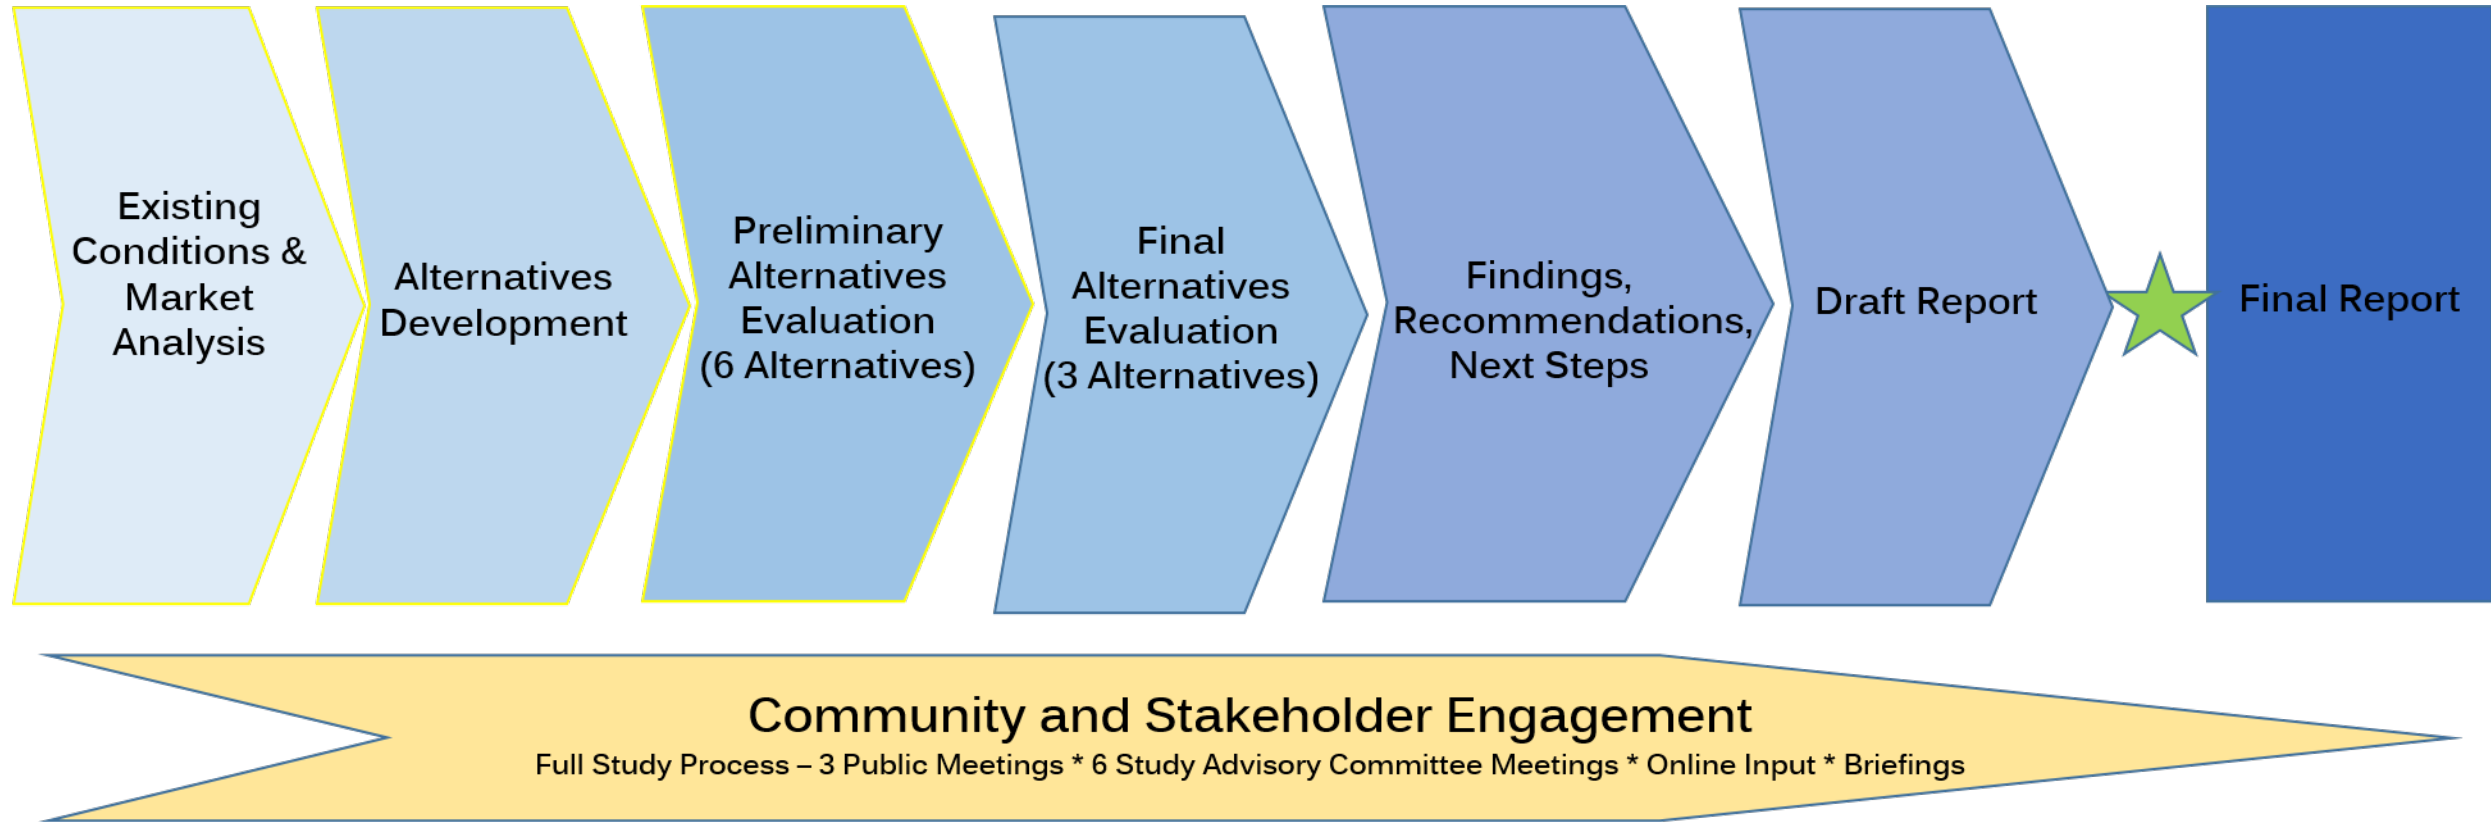 Existing
Conditions &
Market
Analysis
Alternatives
Development
Preliminary
Alternatives
Evaluation
(6 Alternatives)
Final
Alternatives
Evaluation
(3 Alternatives)
Findings,
Recommendations,
Next Steps
Draft Report
Final Report
Community and Stakeholder Engagement
Full Study Process – 3 Public Meetings * 6 Study Advisory Committee Meetings * Online Input * Briefings